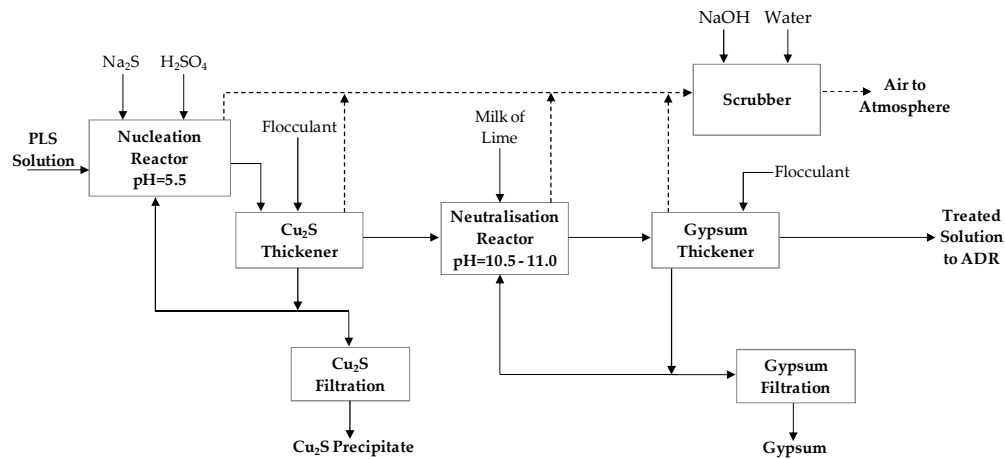 NaOH
Water
Na₂S
H₂SO₄
Scrubber
Air to
Atmosphere
Milk of
Lime
Flocculant
PLS
Solution
Nucleation
Reactor
pH=5.5
Flocculant
Cu₂S
Thickener
Neutralisation
Reactor
pH=10.5 - 11.0
Gypsum
Thickener
Treated
Solution
to ADR
Cu₂S
Filtration
Gypsum
Filtration
Cu₂S Precipitate
Gypsum